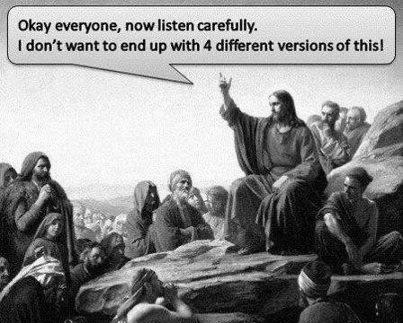 Okay everyone, now listen carefully.
I don't want to end up with 4 different versions of this!